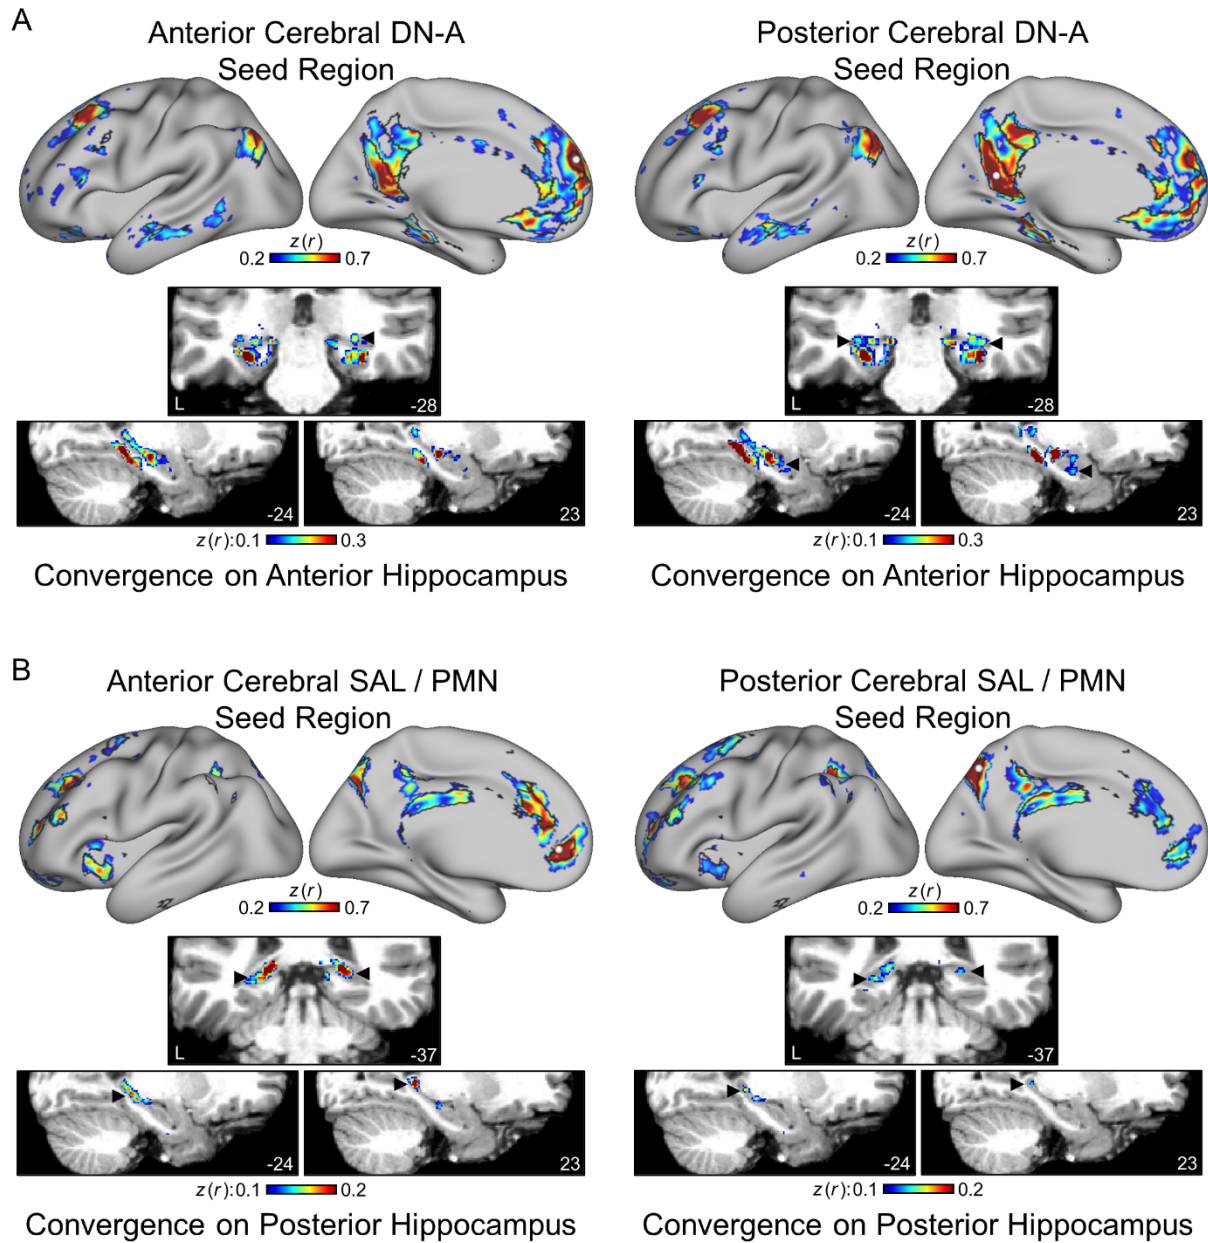 A
Anterior Cerebral DN-A
Seed Region
Posterior Cerebral DN-A
Seed Region
z(r)
0.2 0.7
z(r)
0.2 0.7
L -28
L -28
-24 23
-24 23
z(r): 0.1 0.3
z(r): 0.1 0.3
Convergence on Anterior Hippocampus
Convergence on Anterior Hippocampus
B
Anterior Cerebral SAL / PMN
Seed Region
Posterior Cerebral SAL / PMN
Seed Region
z(r)
0.2 0.7
z(r)
0.2 0.7
L -37
L -37
-24 23
-24 23
z(r): 0.1 0.2
z(r): 0.1 0.2
Convergence on Posterior Hippocampus
Convergence on Posterior Hippocampus